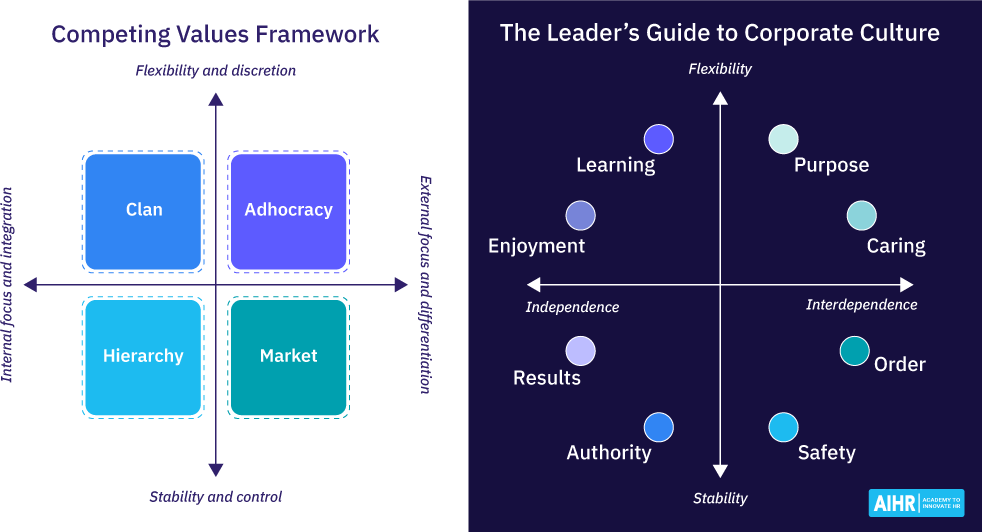 Competing Values Framework
Flexibility and discretion
Internal focus and integration
Clan
Adhocracy
Hierarchy
Market
External focus and differentiation
Stability and control
The Leader’s Guide to Corporate Culture
Flexibility
Learning
Purpose
Enjoyment
Caring
Independence
Interdependence
Results
Order
Authority
Safety
Stability
AIHR
ACADEMY TO
INNOVATE HR